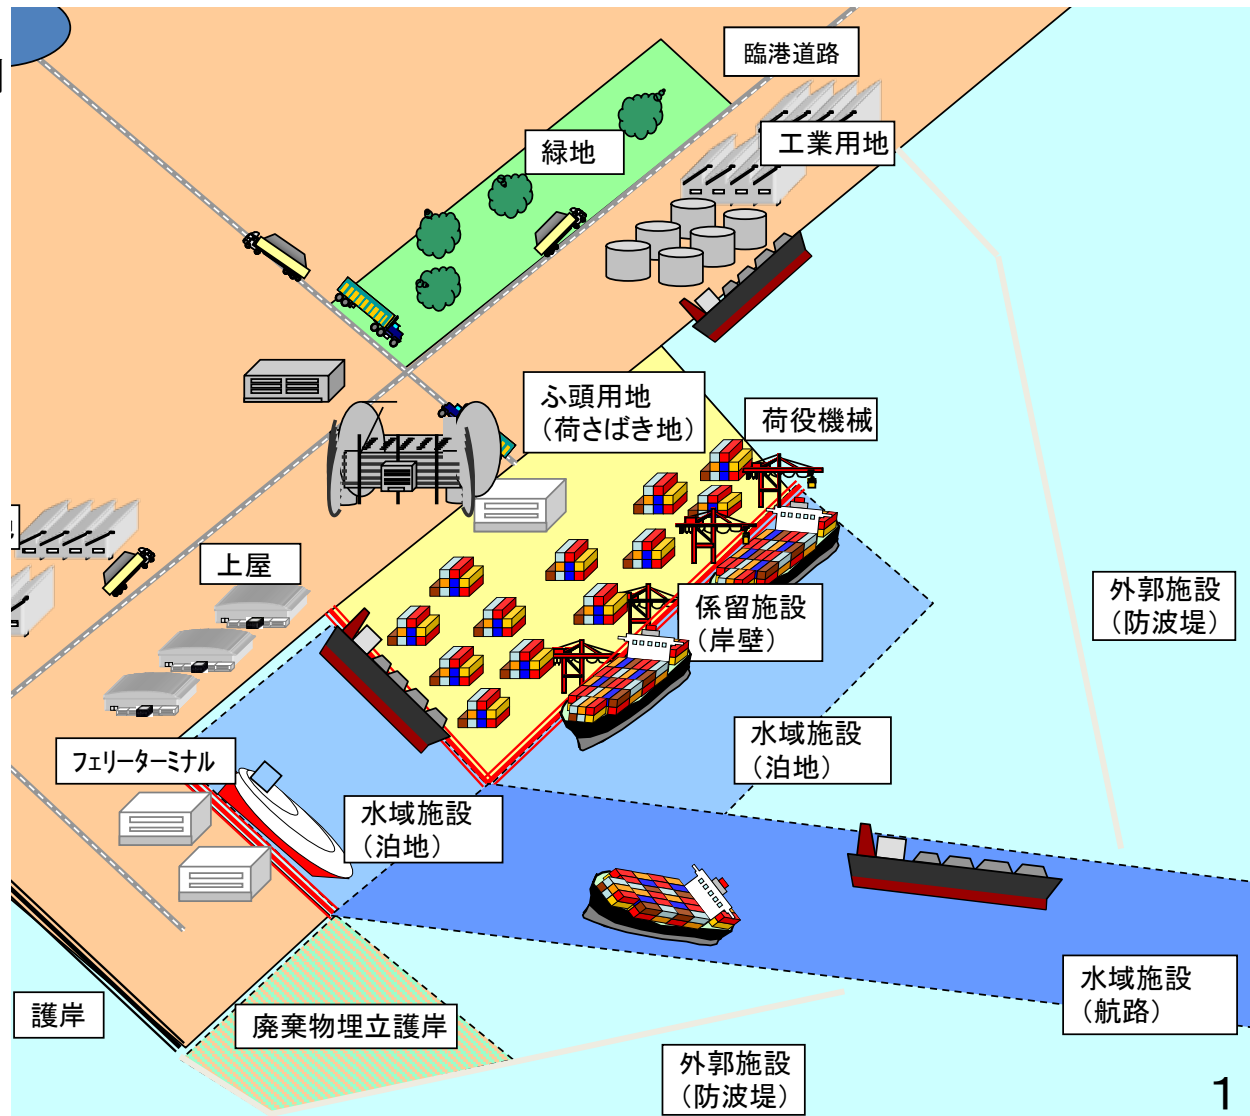 臨港道路
工業用地
緑地
ふ頭用地
(荷さばき地)
荷役機械
上屋
係留施設
(岸壁)
外郭施設
(防波堤)
フェリーターミナル
水域施設
(泊地)
水域施設
(泊地)
水域施設
(航路)
護岸
廃棄物埋立護岸
外郭施設
(防波堤)
1